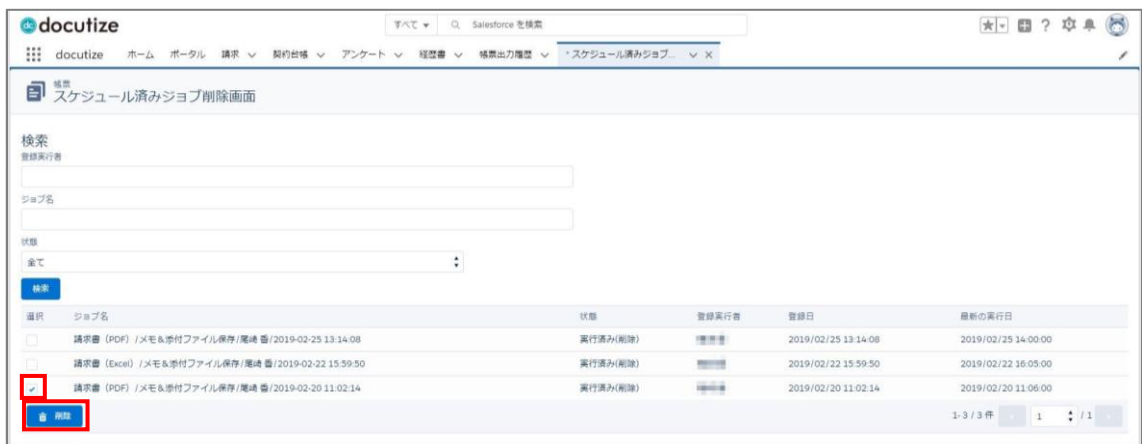 docutize
すべて Salesforce を検索
docutize ホーム ポータル 請求 契約台帳 アンケート 経歴書 帳票出力履歴 * スケジュール済みジョブ...
帳票
スケジュール済みジョブ削除画面
検索
登録実行者
ジョブ名
状態
全て
検索
選択 ジョブ名 状態 登録実行者 登録日 最新の実行日
請求書（PDF）/メモ&添付ファイル保存/尾崎 香/2019-02-25 13:14:08 実行済み(削除) 2019/02/25 13:14:08 2019/02/25 14:00:00
請求書（Excel）/メモ&添付ファイル保存/尾崎 香/2019-02-22 15:59:50 実行済み(削除) 2019/02/22 15:59:50 2019/02/22 16:05:00
請求書（PDF）/メモ&添付ファイル保存/尾崎 香/2019-02-20 11:02:14 実行済み(削除) 2019/02/20 11:02:14 2019/02/20 11:06:00
削除 1-3 / 3 件 1 / 1